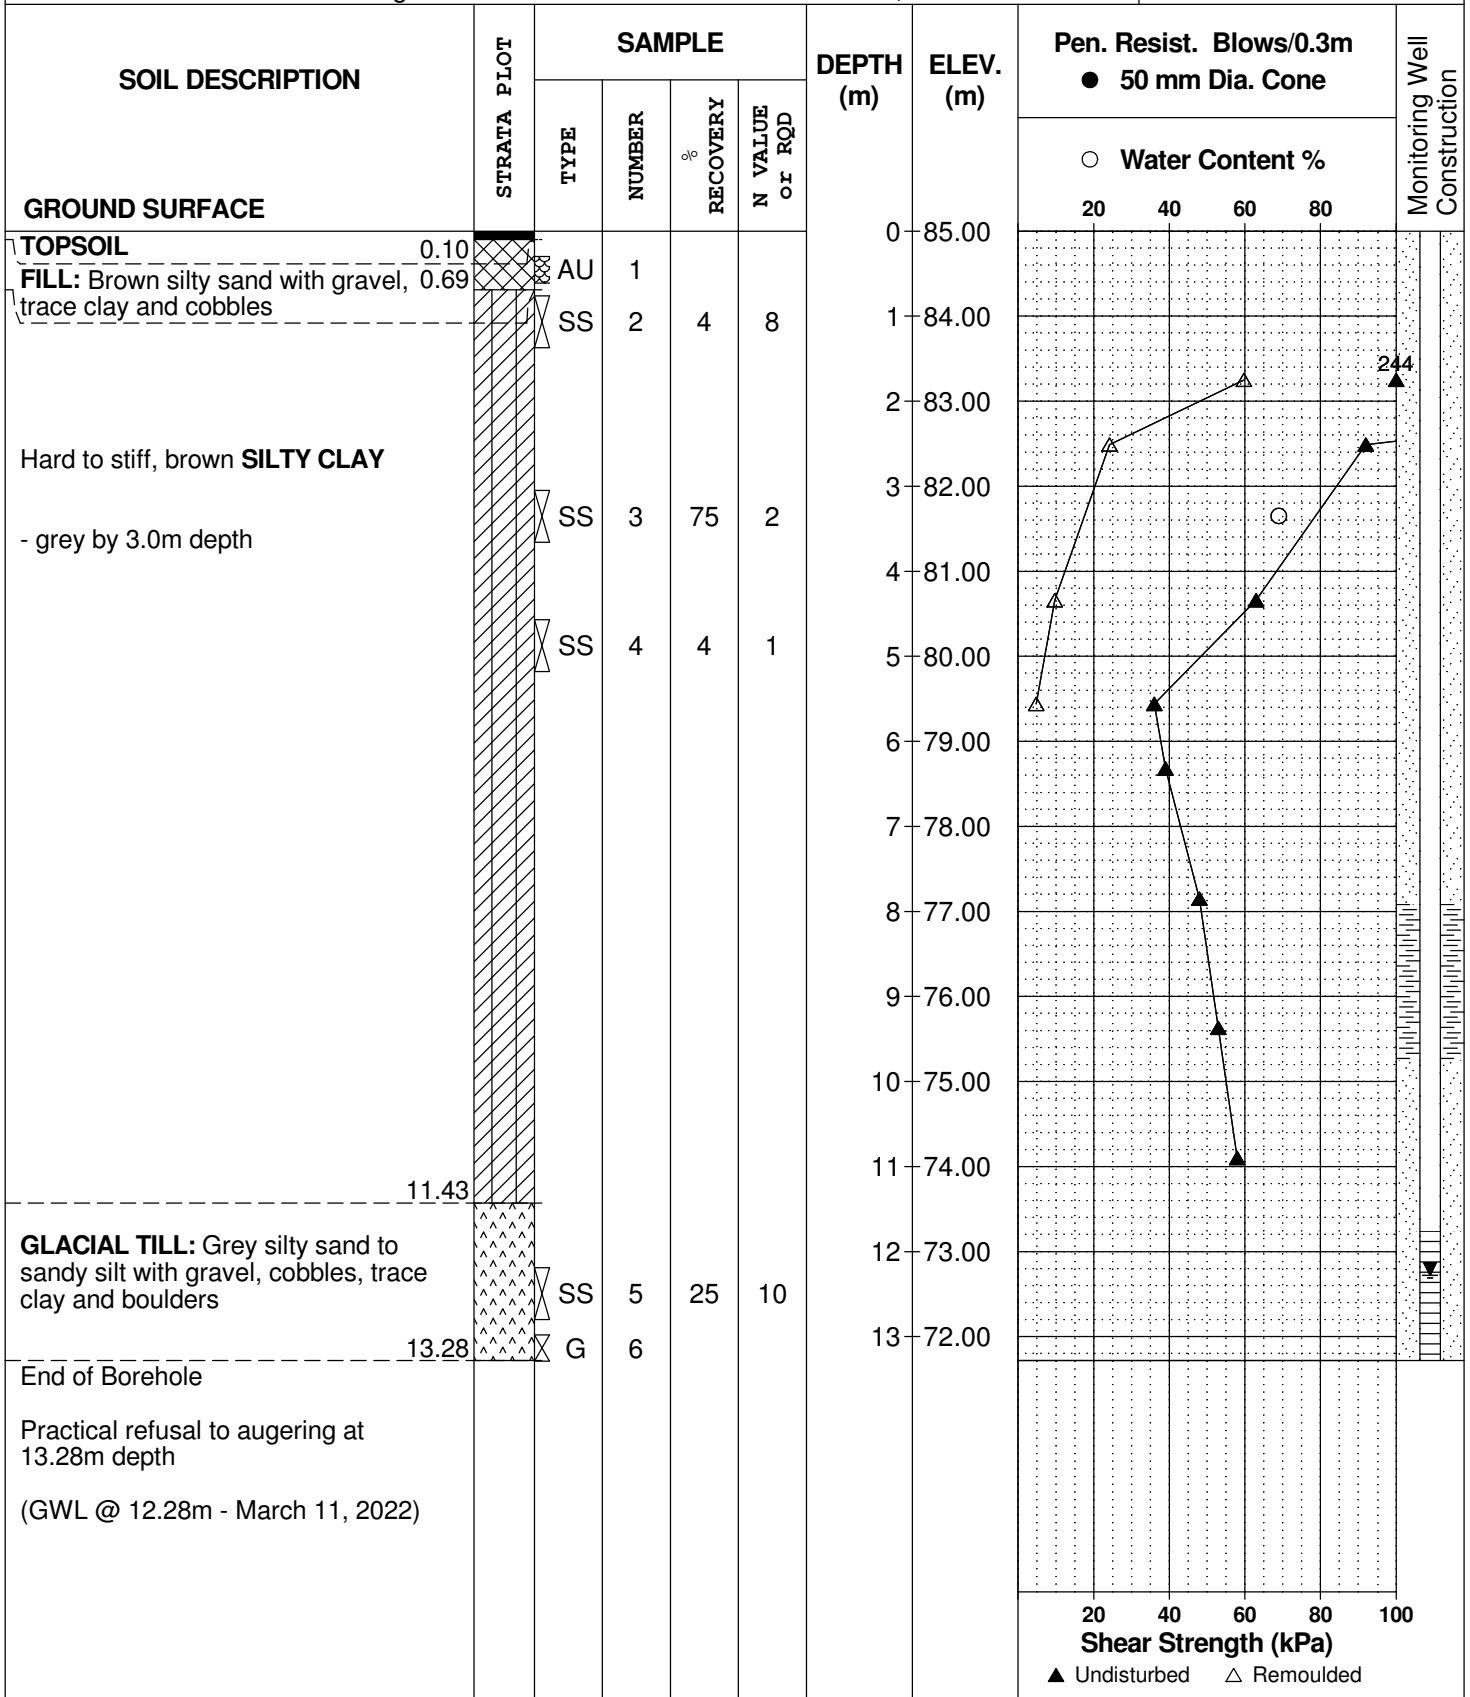 SOIL DESCRIPTION
GROUND SURFACE
STRATA PLOT
SAMPLE
TYPE
NUMBER
% RECOVERY
N VALUE or RQD
DEPTH (m)
ELEV. (m)
Pen. Resist. Blows/0.3m
● 50 mm Dia. Cone
○ Water Content %
20 40 60 80
Monitoring Well Construction
TOPSOIL 0.10
FILL: Brown silty sand with gravel, 0.69
trace clay and cobbles
AU 1
SS 2 4 8
Hard to stiff, brown SILTY CLAY
- grey by 3.0m depth
SS 3 75 2
SS 4 4 1
11.43
GLACIAL TILL: Grey silty sand to
sandy silt with gravel, cobbles, trace
clay and boulders
SS 5 25 10
13.28
G 6
End of Borehole
Practical refusal to augering at
13.28m depth
(GWL @ 12.28m - March 11, 2022)
0 85.00
1 84.00
2 83.00
3 82.00
4 81.00
5 80.00
6 79.00
7 78.00
8 77.00
9 76.00
10 75.00
11 74.00
12 73.00
13 72.00
244
20 40 60 80 100
Shear Strength (kPa)
▲ Undisturbed △ Remoulded